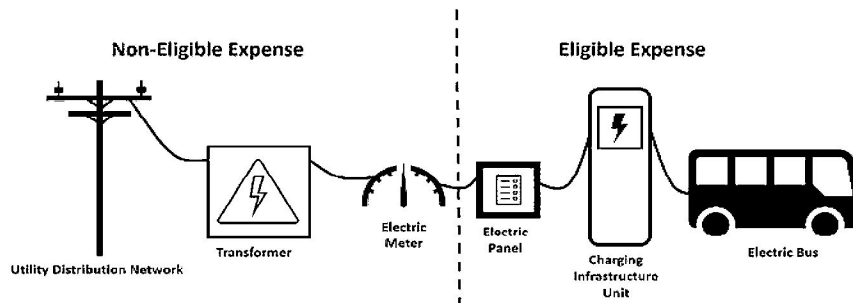 Non-Eligible Expense
Eligible Expense
Utility Distribution Network
Transformer
Electric
Meter
Electric
Panel
Charging
Infrastructure
Unit
Electric Bus